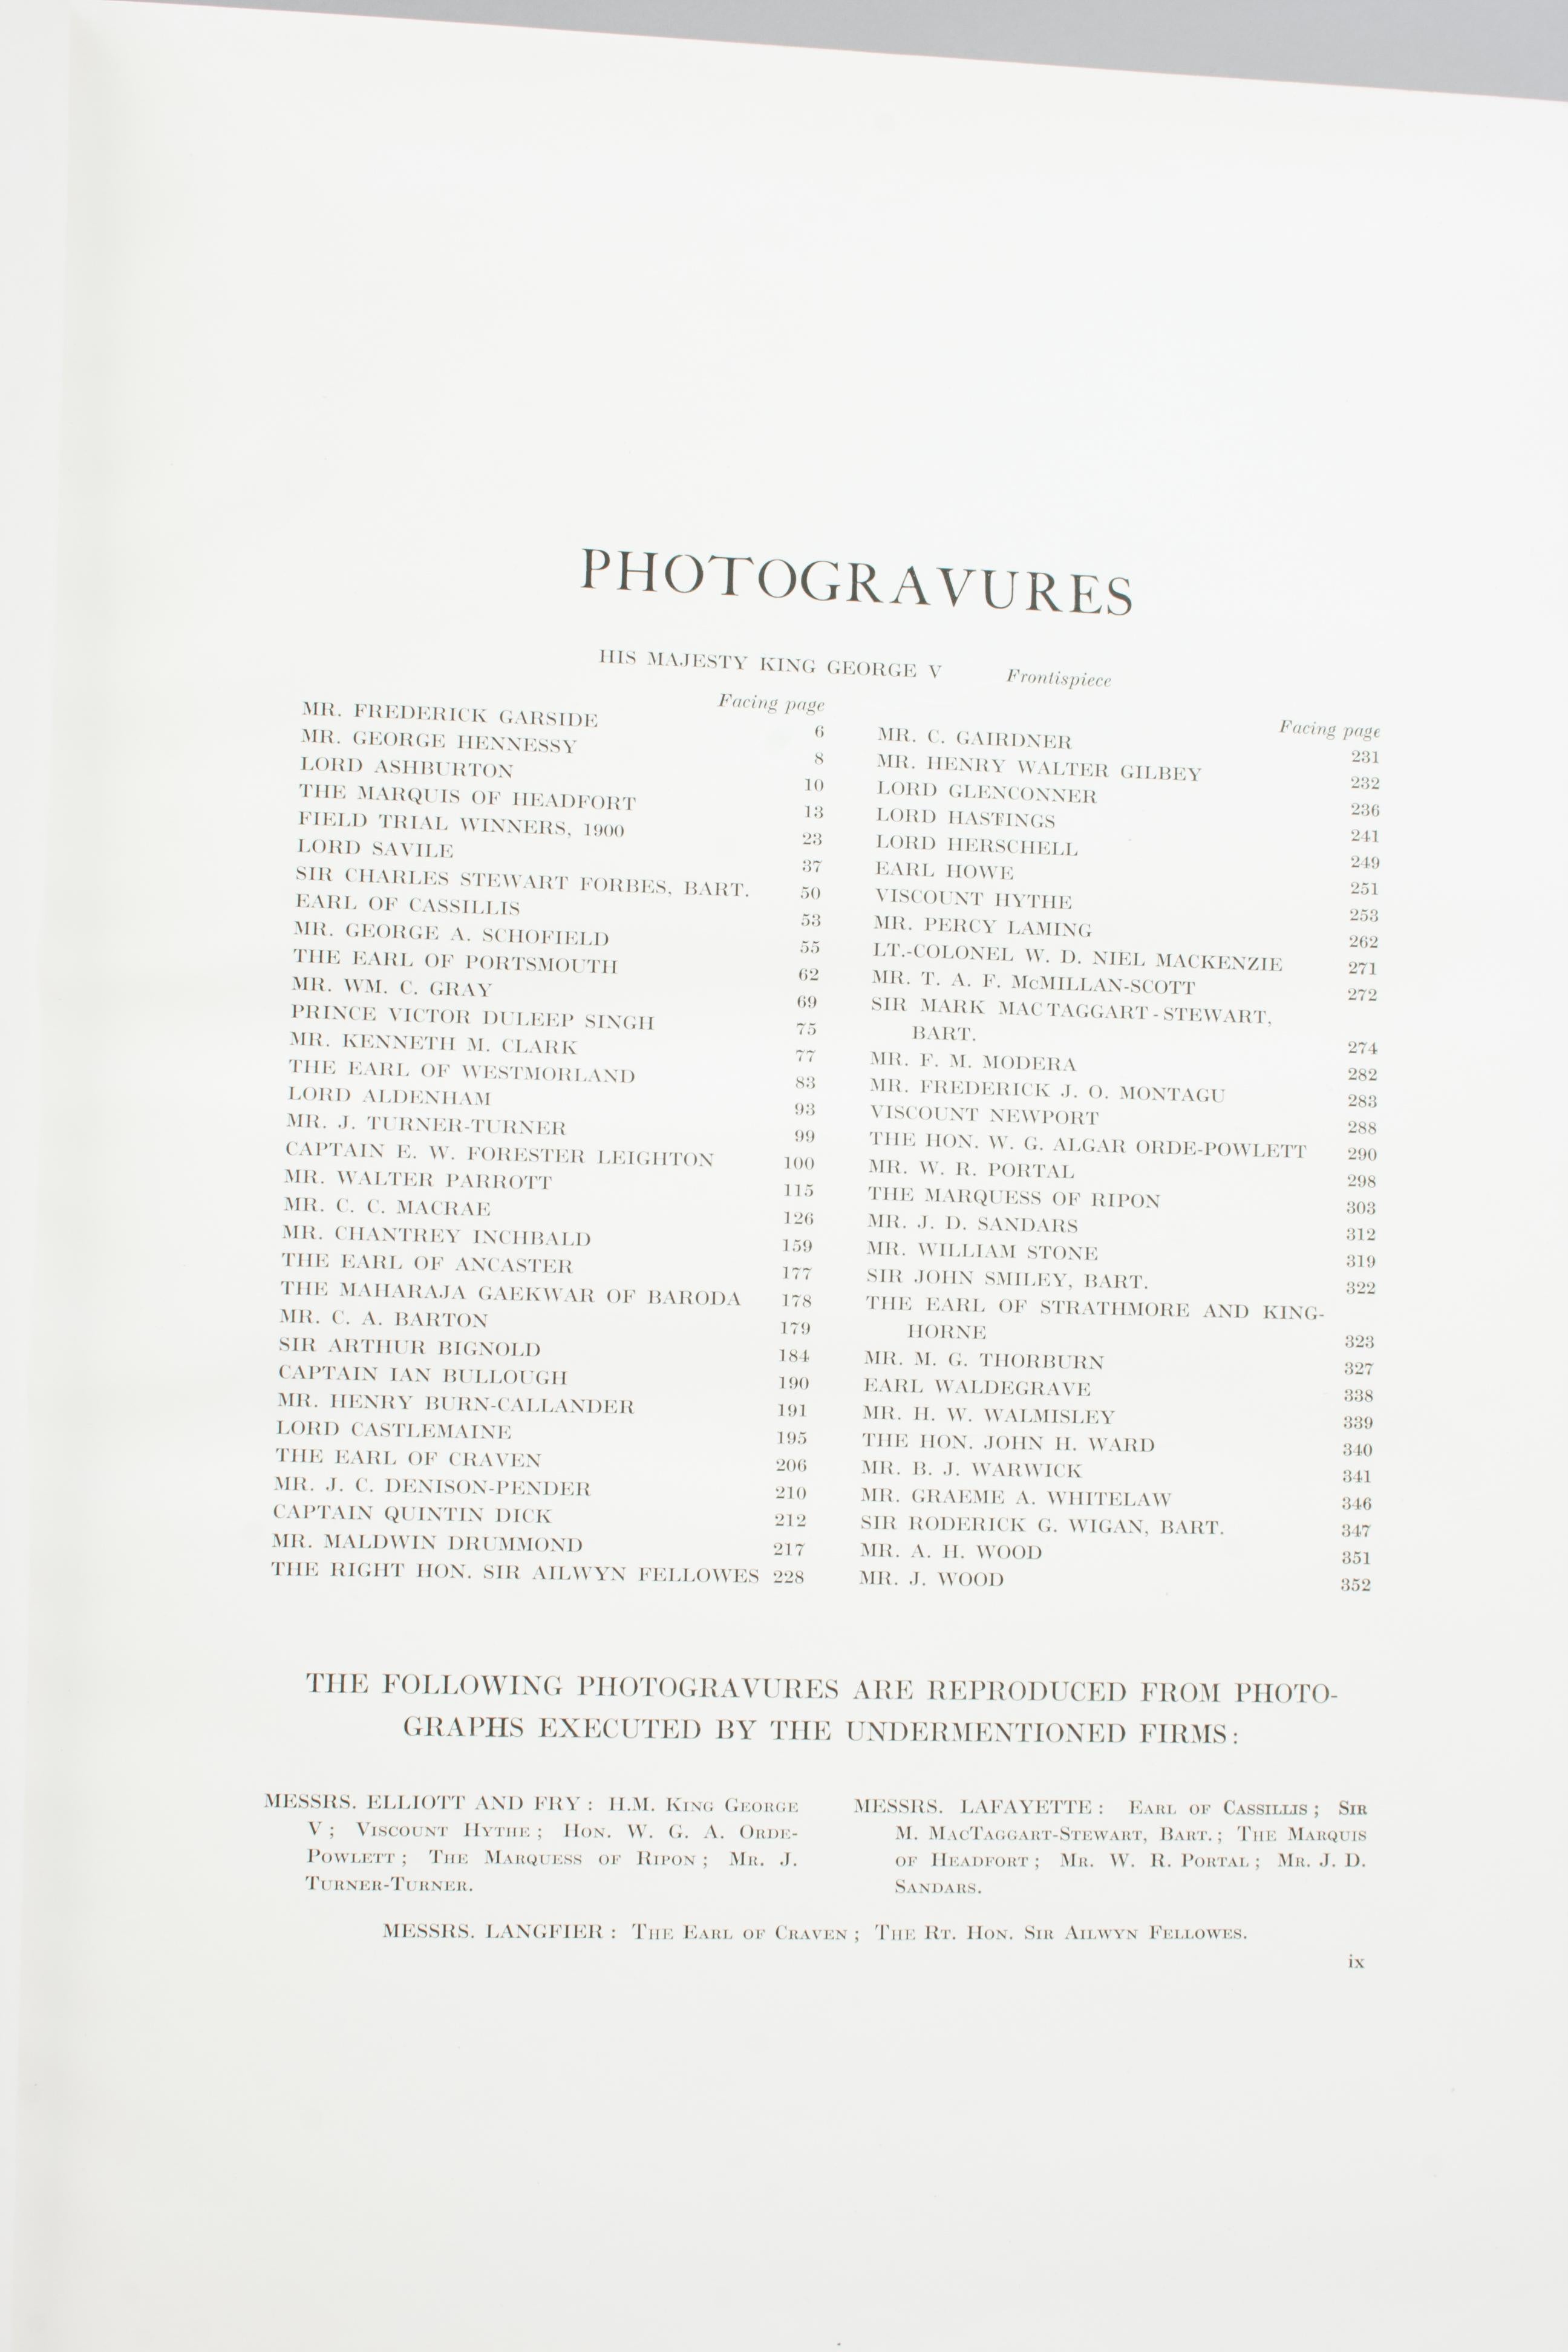 PHOTOGRAVURES
HIS MAJESTY KING GEORGE V Frontispiece
Facing page
MR. FREDERICK GARSIDE 6
MR. GEORGE HENNESSY 8
LORD ASHBURTON 10
THE MARQUIS OF HEADFORT 13
FIELD TRIAL WINNERS, 1900 23
LORD SAVILE 37
SIR CHARLES STEWART FORBES, BART. 50
EARL OF CASSILLIS 53
MR. GEORGE A. SCHOFIELD 55
THE EARL OF PORTSMOUTH 62
MR. WM. C. GRAY 69
PRINCE VICTOR DULEEP SINGH 75
MR. KENNETH M. CLARK 77
THE EARL OF WESTMORLAND 83
LORD ALDENHAM 93
MR. J. TURNER-TURNER 99
CAPTAIN E. W. FORESTER LEIGHTON 100
MR. WALTER PARROTT 115
MR. C. C. MACRAE 126
MR. CHANTREY INCHBALD 159
THE EARL OF ANCASTER 177
THE MAHARAJA GAEKWAR OF BARODA 178
MR. C. A. BARTON 179
SIR ARTHUR BIGNOLD 184
CAPTAIN IAN BULLOUGH 190
MR. HENRY BURN-CALLANDER 191
LORD CASTLEMAINE 195
THE EARL OF CRAVEN 206
MR. J. C. DENISON-PENDER 210
CAPTAIN QUINTIN DICK 212
MR. MALDWIN DRUMMOND 217
THE RIGHT HON. SIR AILWYN FELLOWES 228
Facing page
MR. C. GAIRDNER 231
MR. HENRY WALTER GILBEY 232
LORD GLENCONNER 236
LORD HASTINGS 241
LORD HERSCHELL 249
EARL HOWE 251
VISCOUNT HYTHE 253
MR. PERCY LAMING 262
LT.-COLONEL W. D. NIEL MACKENZIE 271
MR. T. A. F. McMILLAN-SCOTT 272
SIR MARK MACTAGGART-STEWART,
BART. 274
MR. F. M. MODERA 282
MR. FREDERICK J. O. MONTAGU 283
VISCOUNT NEWPORT 288
THE HON. W. G. ALGAR ORDE-POWLETT 290
MR. W. R. PORTAL 298
THE MARQUESS OF RIPON 303
MR. J. D. SANDARS 312
MR. WILLIAM STONE 319
SIR JOHN SMILEY, BART. 322
THE EARL OF STRATHMORE AND KING-
HORNE 323
MR. M. G. THORBURN 327
EARL WALDEGRAVE 338
MR. H. W. WALMISLEY 339
THE HON. JOHN H. WARD 340
MR. B. J. WARWICK 341
MR. GRAEME A. WHITELAW 346
SIR RODERICK G. WIGAN, BART. 347
MR. A. H. WOOD 351
MR. J. WOOD 352
THE FOLLOWING PHOTOGRAVURES ARE REPRODUCED FROM PHOTO-
GRAPHS EXECUTED BY THE UNDERMENTIONED FIRMS:
MESSRS. ELLIOTT AND FRY: H.M. KING GEORGE
V; VISCOUNT HYTHE; HON. W. G. A. ORDE-
POWLETT; THE MARQUESS OF RIPON; MR. J.
TURNER-TURNER.
MESSRS. LAFAYETTE: EARL OF CASSILLIS; SIR
M. MACTAGGART-STEWART, BART.; THE MARQUIS
OF HEADFORT; MR. W. R. PORTAL; MR. J. D.
SANDARS.
MESSRS. LANGFIER: THE EARL OF CRAVEN; THE RT. HON. SIR AILWYN FELLOWES.
ix